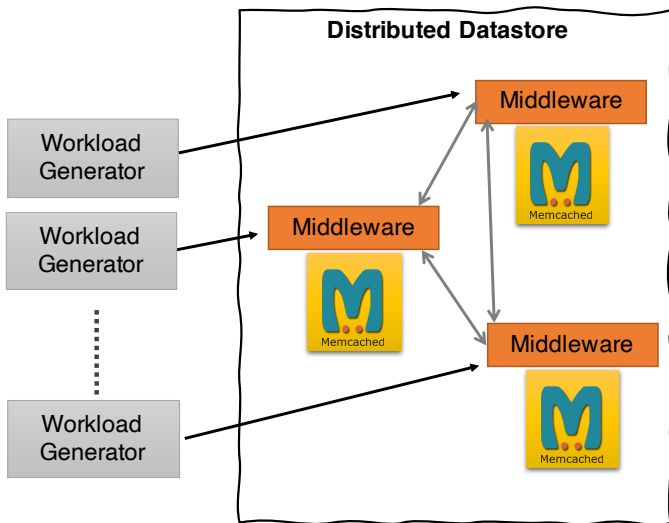 Distributed Datastore
Middleware
Memcached
Workload
Generator
Workload
Generator
Middleware
Memcached
Middleware
Memcached
Workload
Generator